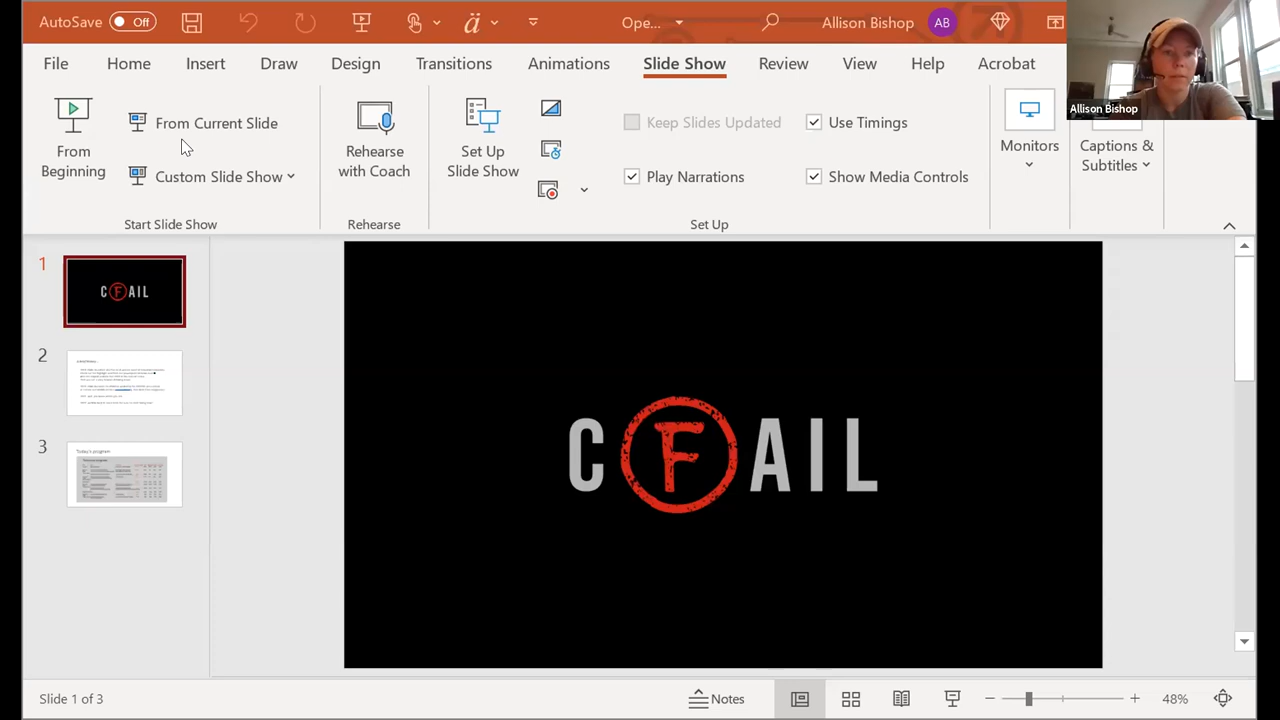 AutoSave Off
ä
Ope...
Allison Bishop
AB
File Home Insert Draw Design Transitions Animations Slide Show Review View Help Acrobat
Allison Bishop
From Beginning
From Current Slide
Custom Slide Show
Start Slide Show
Rehearse with Coach
Rehearse
Set Up Slide Show
Keep Slides Updated
Use Timings
Play Narrations
Show Media Controls
Set Up
Monitors
Captions & Subtitles
1
C F AIL
2
3
Today's program
C F AIL
Slide 1 of 3
Notes
48%